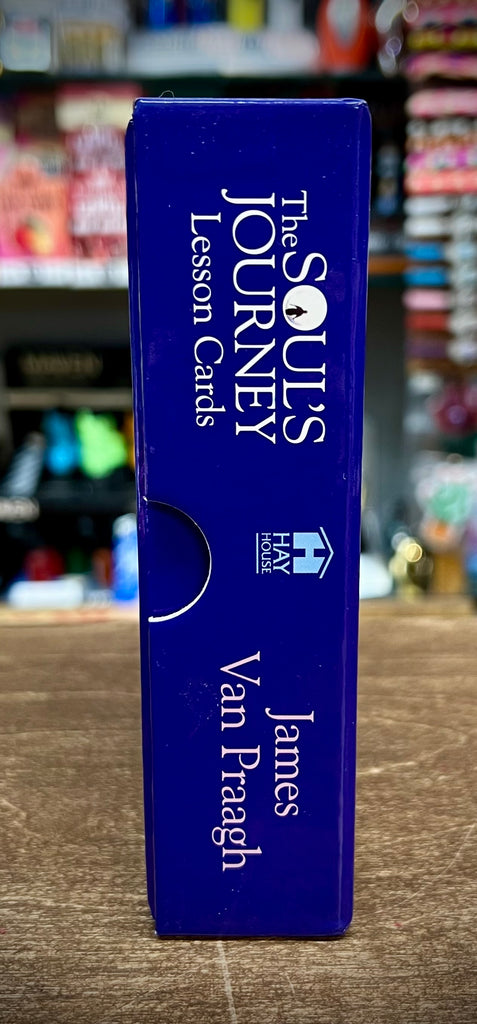 The SOUL'S
JOURNEY
Lesson Cards
HAY
HOUSE
James
Van Praagh